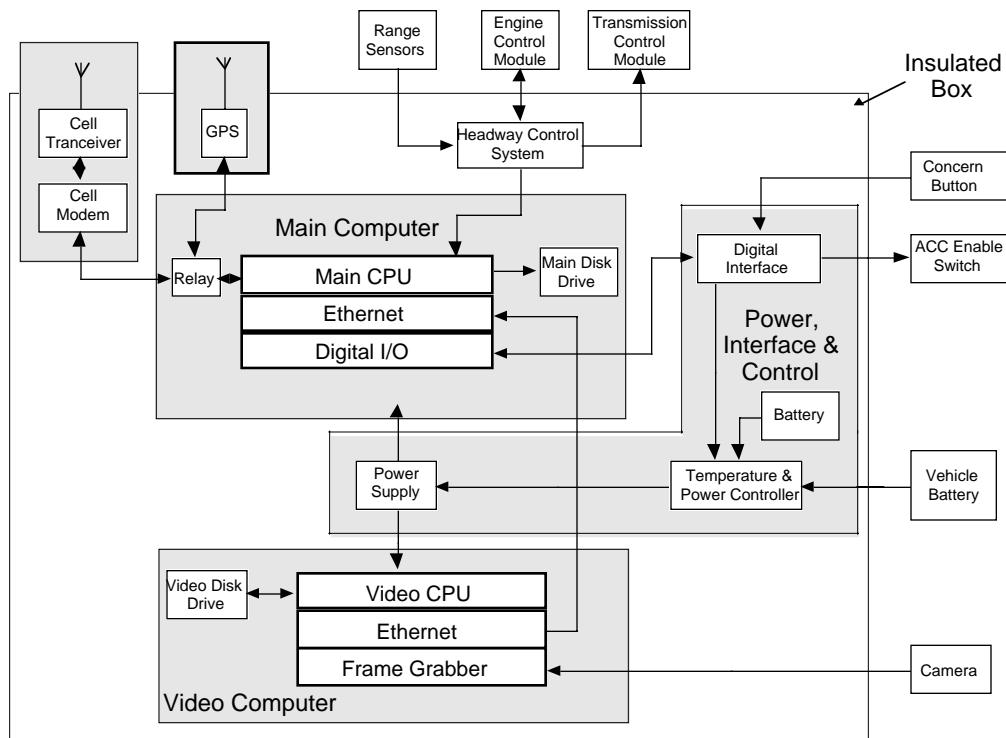 Range
Sensors
Engine
Control
Module
Transmission
Control
Module
Insulated
Box
Cell
Tranceiver
GPS
Headway Control
System
Cell
Modem
Concern
Button
Main Computer
Digital
Interface
ACC Enable
Switch
Relay
Main CPU
Main Disk
Drive
Ethernet
Digital I/O
Power,
Interface &
Control
Battery
Power
Supply
Temperature &
Power Controller
Vehicle
Battery
Video Disk
Drive
Video CPU
Ethernet
Frame Grabber
Camera
Video Computer